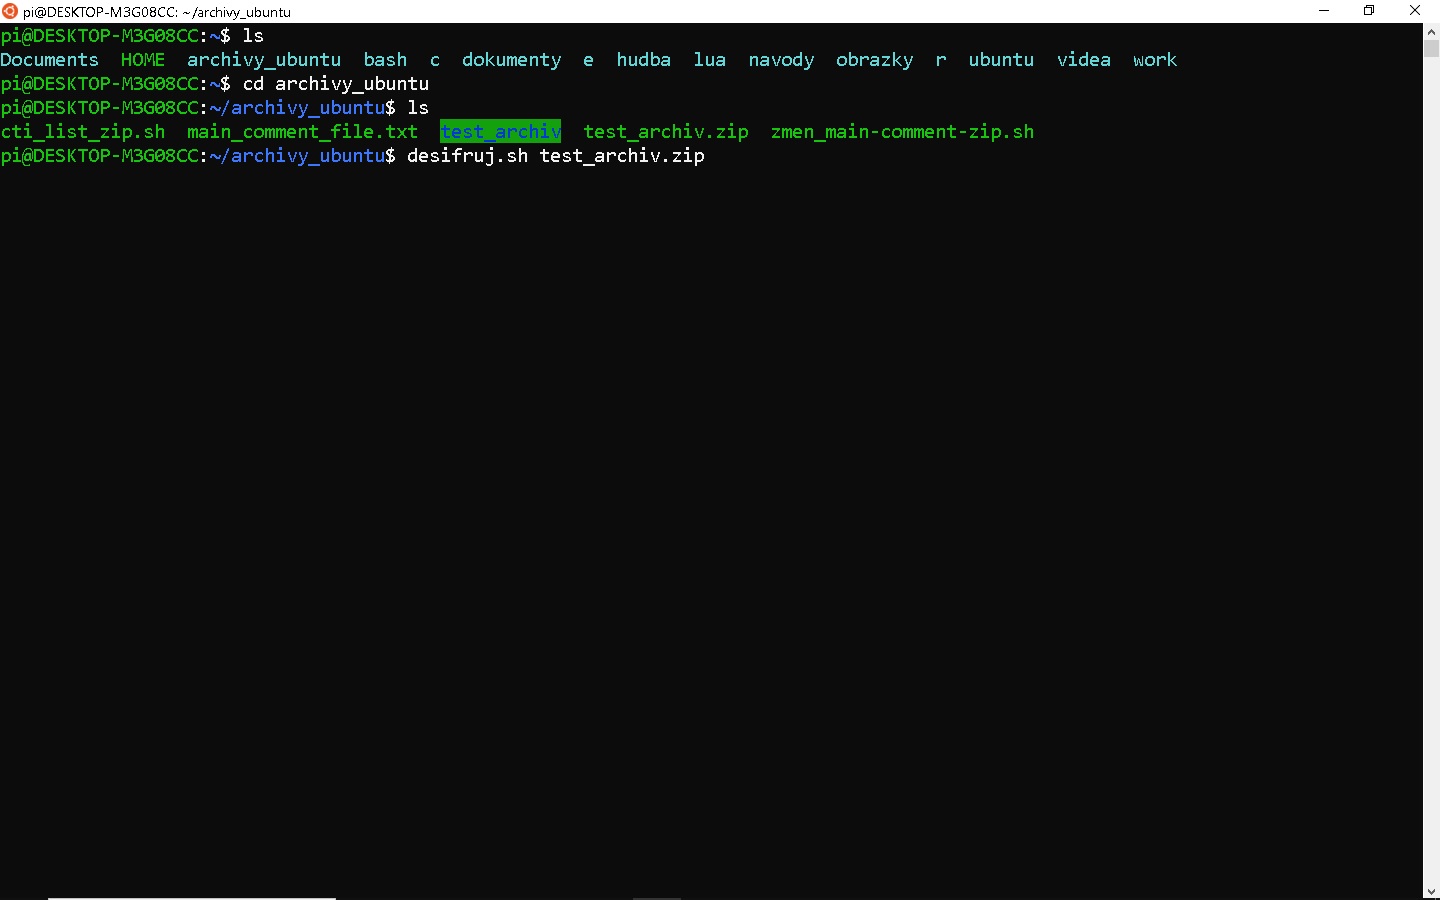 pi@DESKTOP-M3G08CC: ~/archivy_ubuntu
pi@DESKTOP-M3G08CC:~$ ls
Documents  HOME  archivy_ubuntu  bash  c  dokumenty  e  hudba  lua  navody  obrazky  r  ubuntu  videa  work
pi@DESKTOP-M3G08CC:~$ cd archivy_ubuntu
pi@DESKTOP-M3G08CC:~/archivy_ubuntu$ ls
cti_list_zip.sh  main_comment_file.txt  test_archiv  test_archiv.zip  zmen_main-comment-zip.sh
pi@DESKTOP-M3G08CC:~/archivy_ubuntu$ desifruj.sh test_archiv.zip